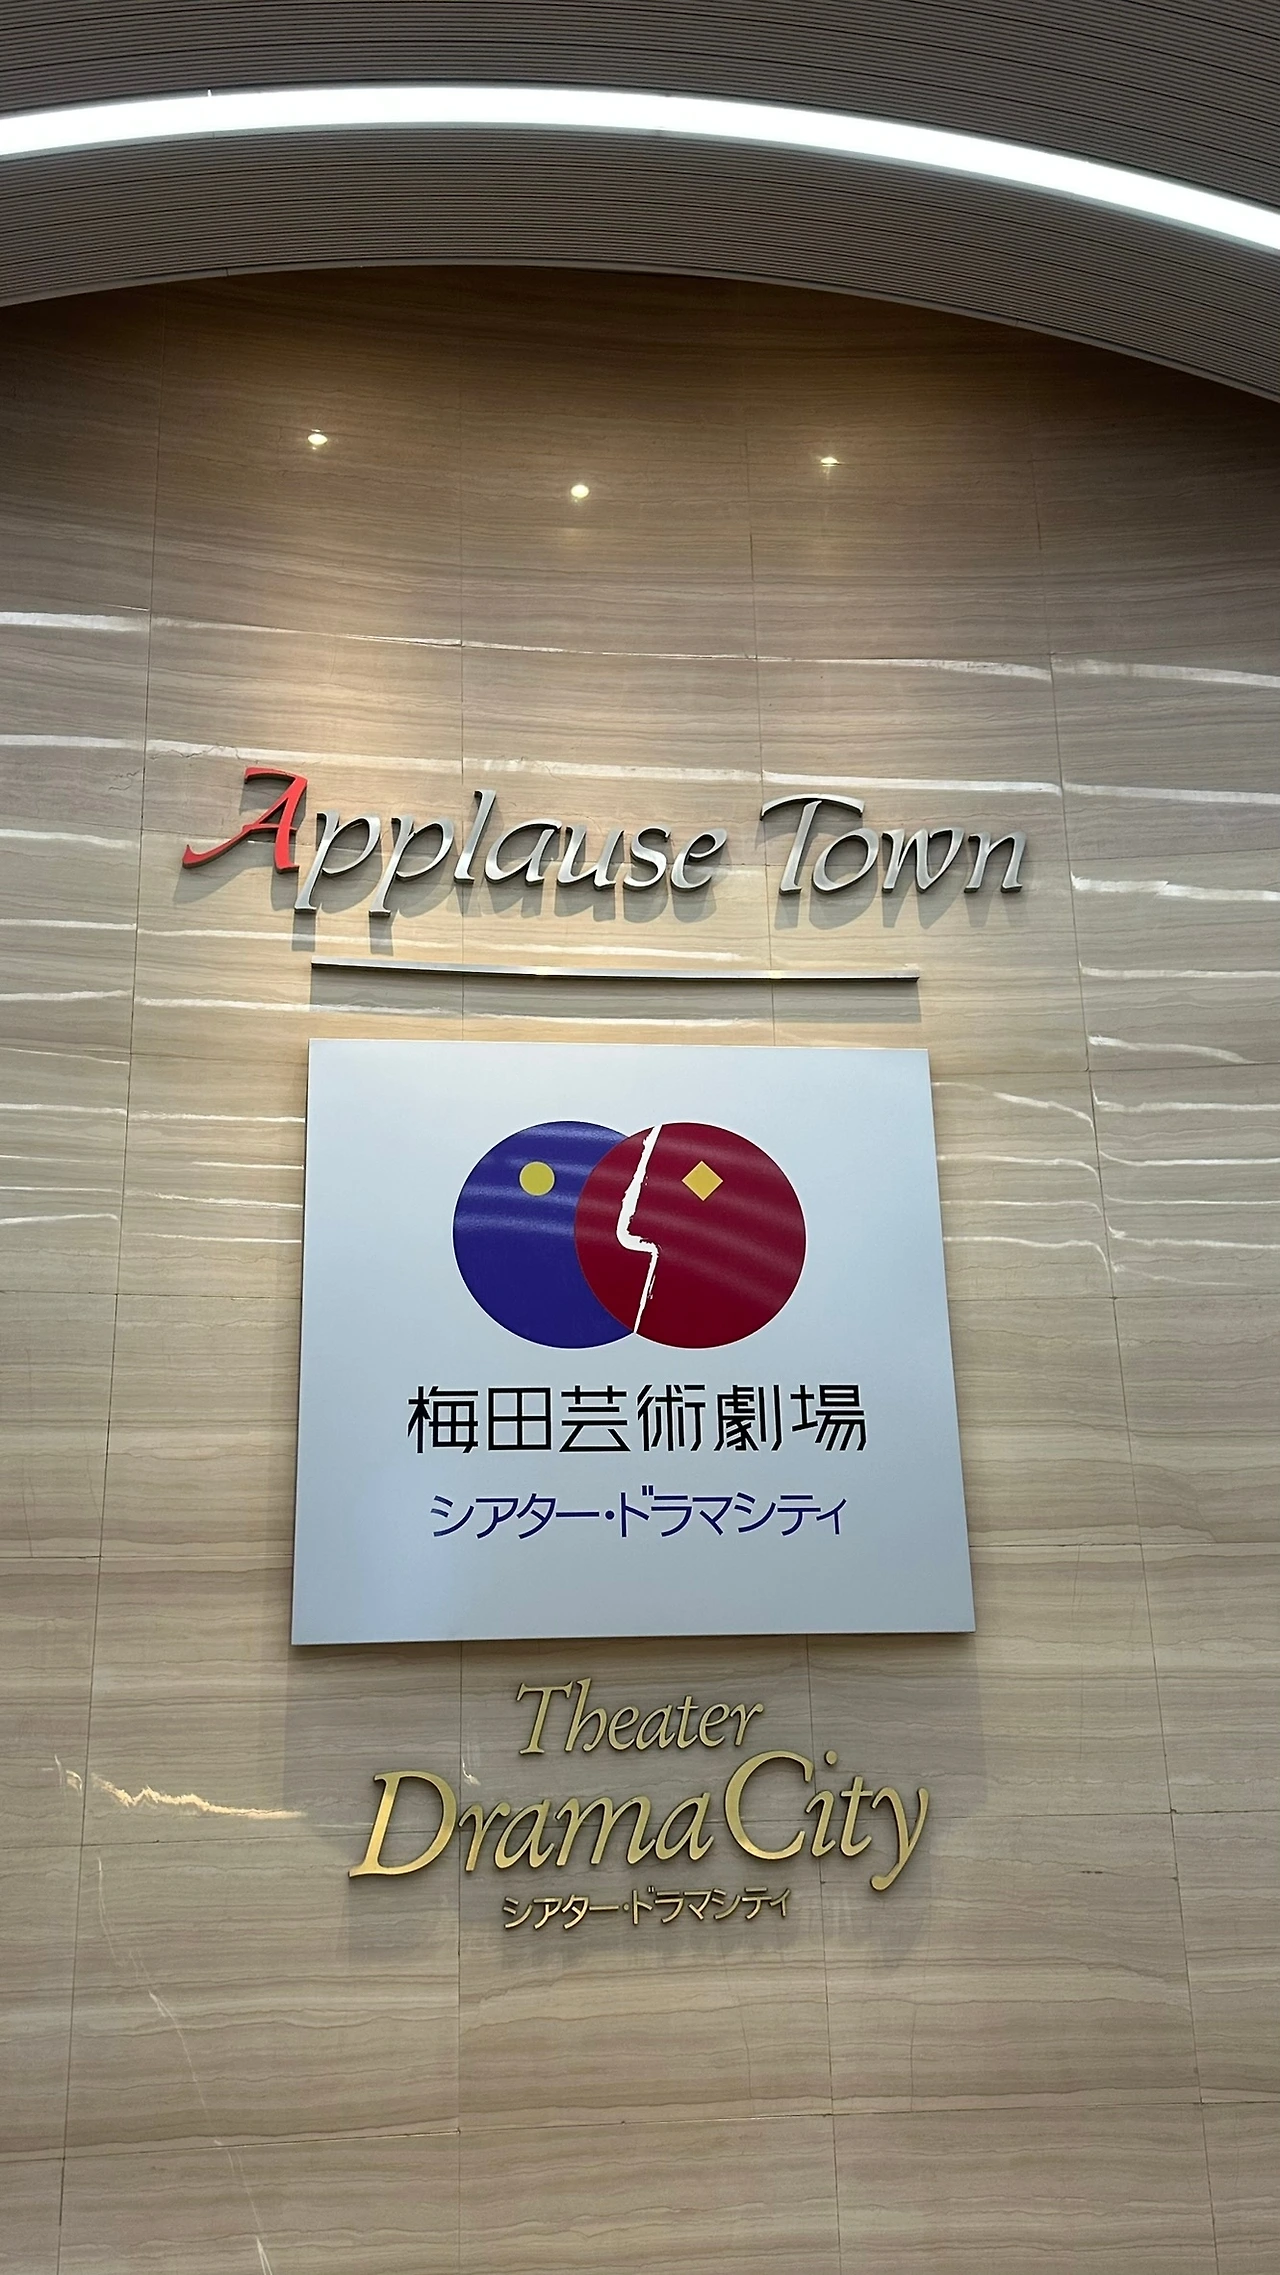 Applause Town
梅田芸術劇場
シアター・ドラマシティ
Theater
DramaCity
シアター・ドラマシティ